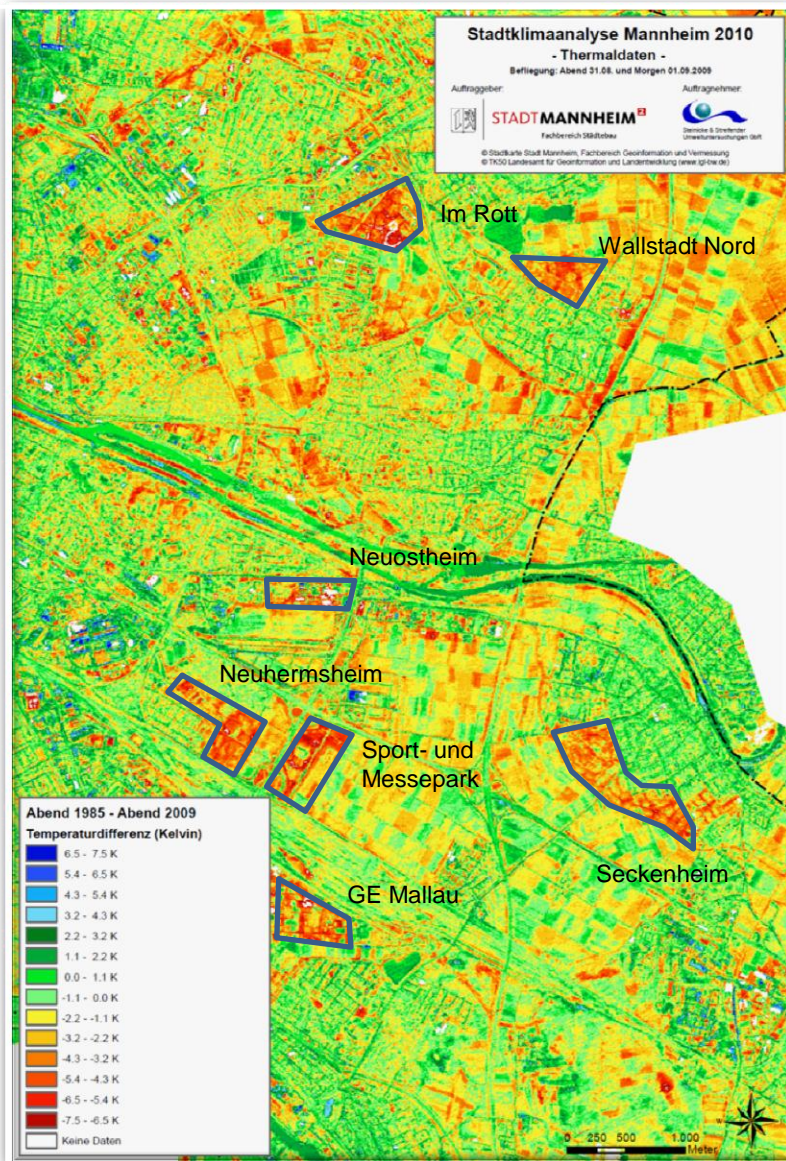 Stadtklimaanalyse Mannheim 2010
- Thermaldaten -
Befliegung: Abend 31.08. und Morgen 01.09.2009
Auftraggeber:
Auftragnehmer:
STADTMANNHEIM²
Fachbereich Städtebau
Steinicke & Streifeneder
Umweltuntersuchungen GbR
© Stadtkarte Stadt Mannheim, Fachbereich Geoinformation und Vermessung
© TK50 Landesamt für Geoinformation und Landentwicklung (www.lgl-bw.de)
Im Rott
Wallstadt Nord
Neuostheim
Neuhermsheim
Sport- und
Messepark
Seckenheim
GE Mallau
Abend 1985 - Abend 2009
Temperaturdifferenz (Kelvin)
6.5 - 7.5 K
5.4 - 6.5 K
4.3 - 5.4 K
3.2 - 4.3 K
2.2 - 3.2 K
1.1 - 2.2 K
0.0 - 1.1 K
-1.1 - 0.0 K
-2.2 - -1.1 K
-3.2 - -2.2 K
-4.3 - -3.2 K
-5.4 - -4.3 K
-6.5 - -5.4 K
-7.5 - -6.5 K
Keine Daten
0 250 500 1.000
Meter